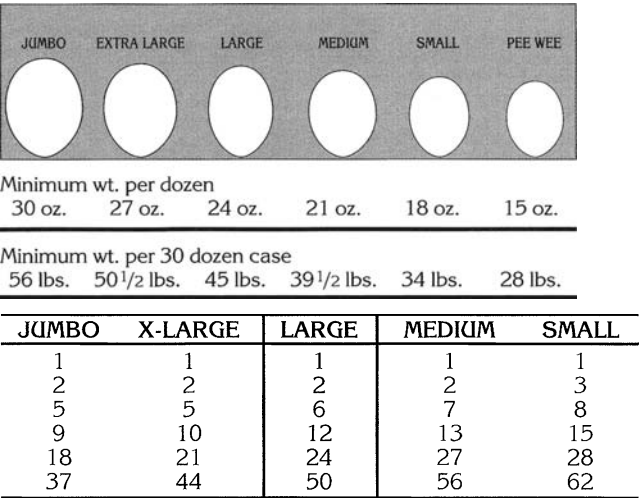 JUMBO EXTRA LARGE LARGE MEDIUM SMALL PEE WEE
Minimum wt. per dozen
30 oz. 27 oz. 24 oz. 21 oz. 18 oz. 15 oz.
Minimum wt. per 30 dozen case
56 lbs. 50 1/2 lbs. 45 lbs. 39 1/2 lbs. 34 lbs. 28 lbs.
JUMBO X-LARGE LARGE MEDIUM SMALL
1 1 1 1 1
2 2 2 2 3
5 5 6 7 8
9 10 12 13 15
18 21 24 27 28
37 44 50 56 62